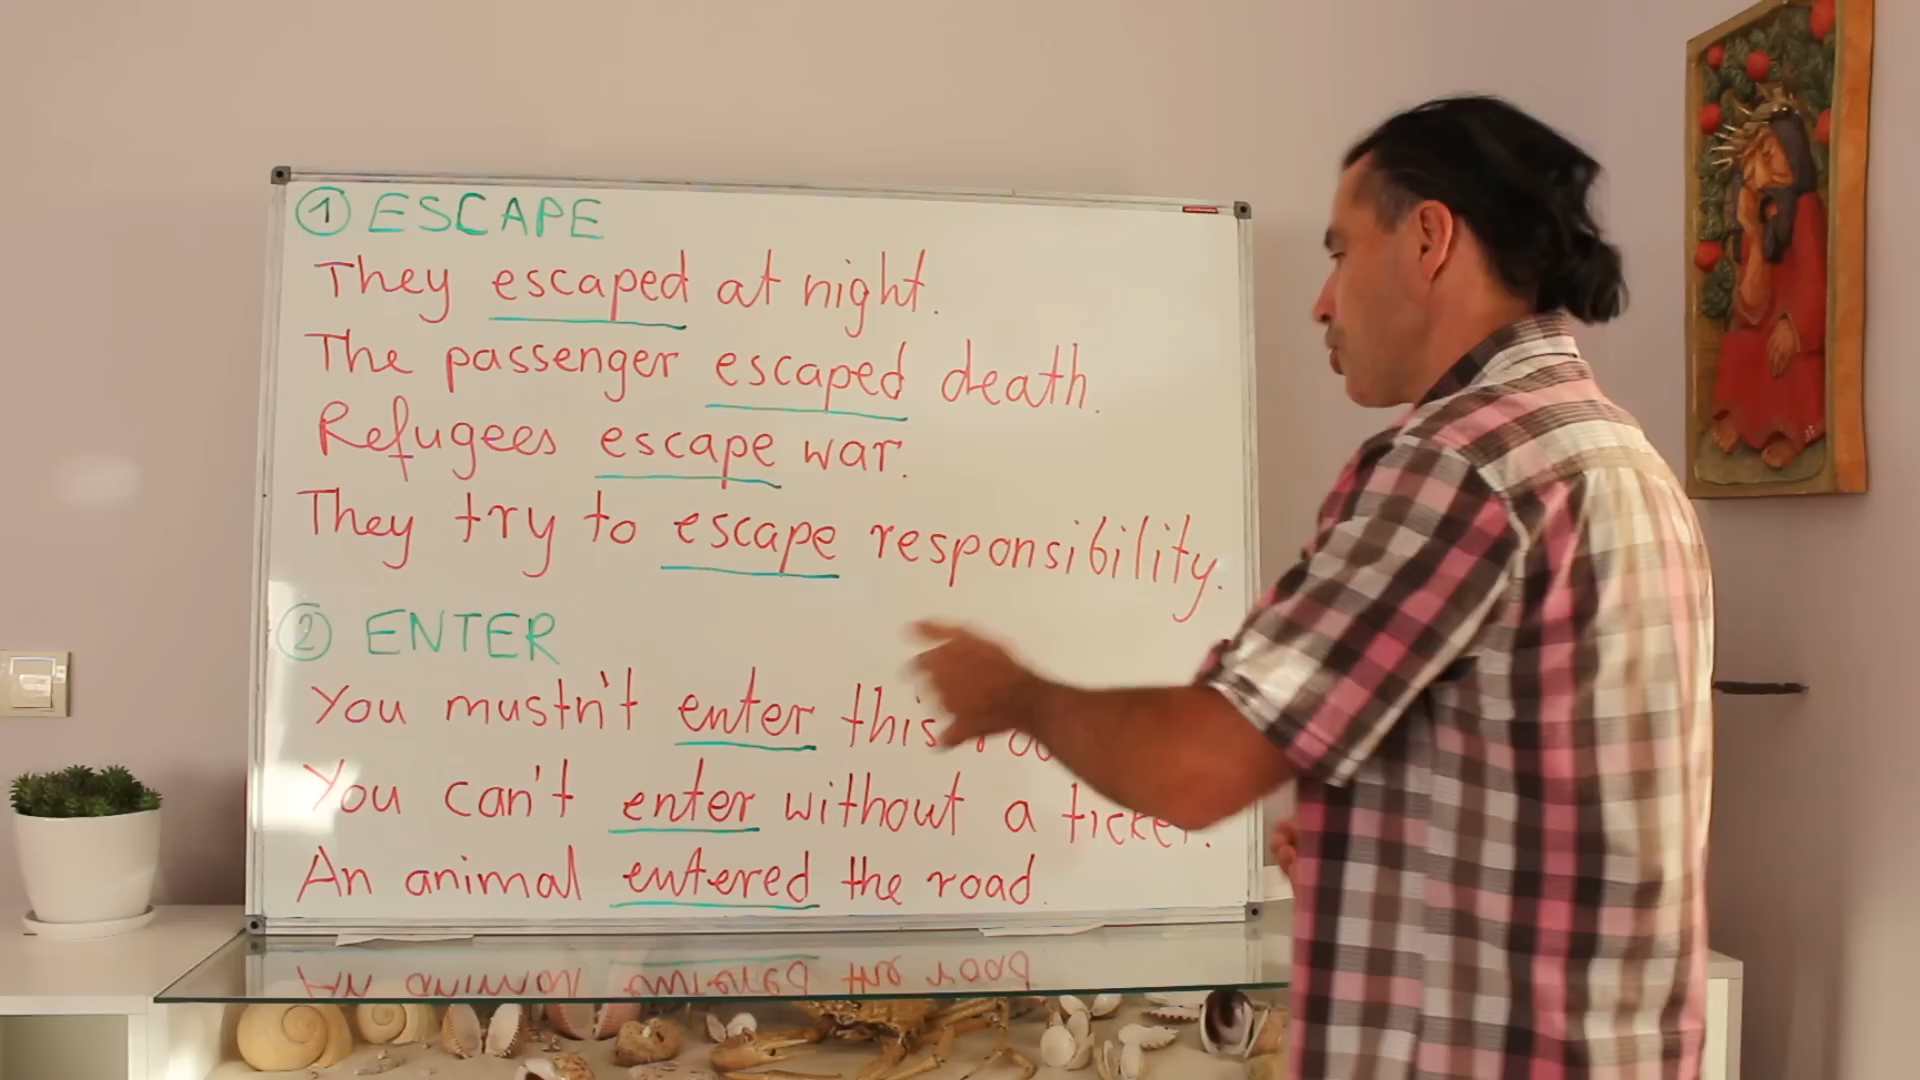 ① ESCAPE
They escaped at night.
The passenger escaped death.
Refugees escape war.
They try to escape responsibility.
② ENTER
You mustn't enter this
You can't enter without a ticket.
An animal entered the road.